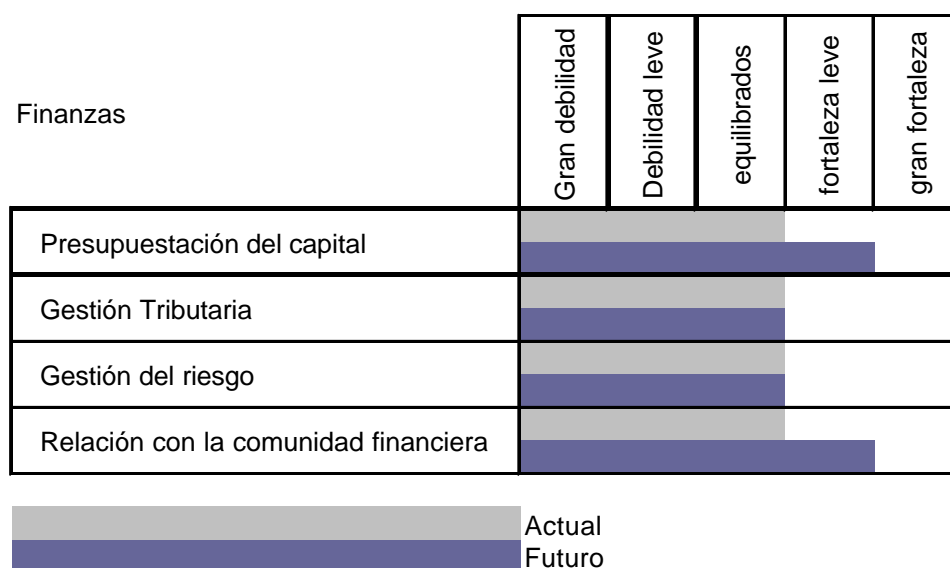 Finanzas
Gran debilidad
Debilidad leve
equilibrados
fortaleza leve
gran fortaleza
Presupuestación del capital
Gestión Tributaria
Gestión del riesgo
Relación con la comunidad financiera
Actual
Futuro